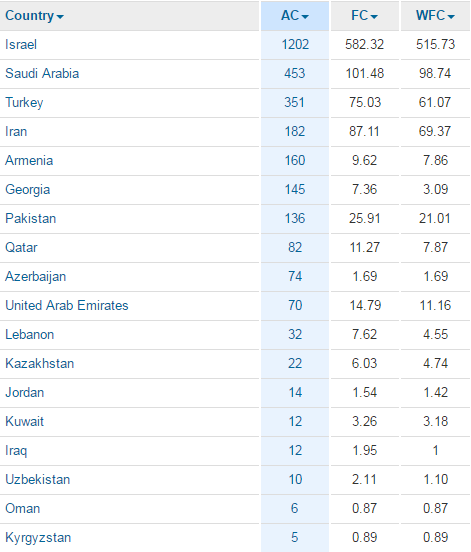 Country AC FC WFC
Israel 1202 582.32 515.73
Saudi Arabia 453 101.48 98.74
Turkey 351 75.03 61.07
Iran 182 87.11 69.37
Armenia 160 9.62 7.86
Georgia 145 7.36 3.09
Pakistan 136 25.91 21.01
Qatar 82 11.27 7.87
Azerbaijan 74 1.69 1.69
United Arab Emirates 70 14.79 11.16
Lebanon 32 7.62 4.55
Kazakhstan 22 6.03 4.74
Jordan 14 1.54 1.42
Kuwait 12 3.26 3.18
Iraq 12 1.95 1
Uzbekistan 10 2.11 1.10
Oman 6 0.87 0.87
Kyrgyzstan 5 0.89 0.89